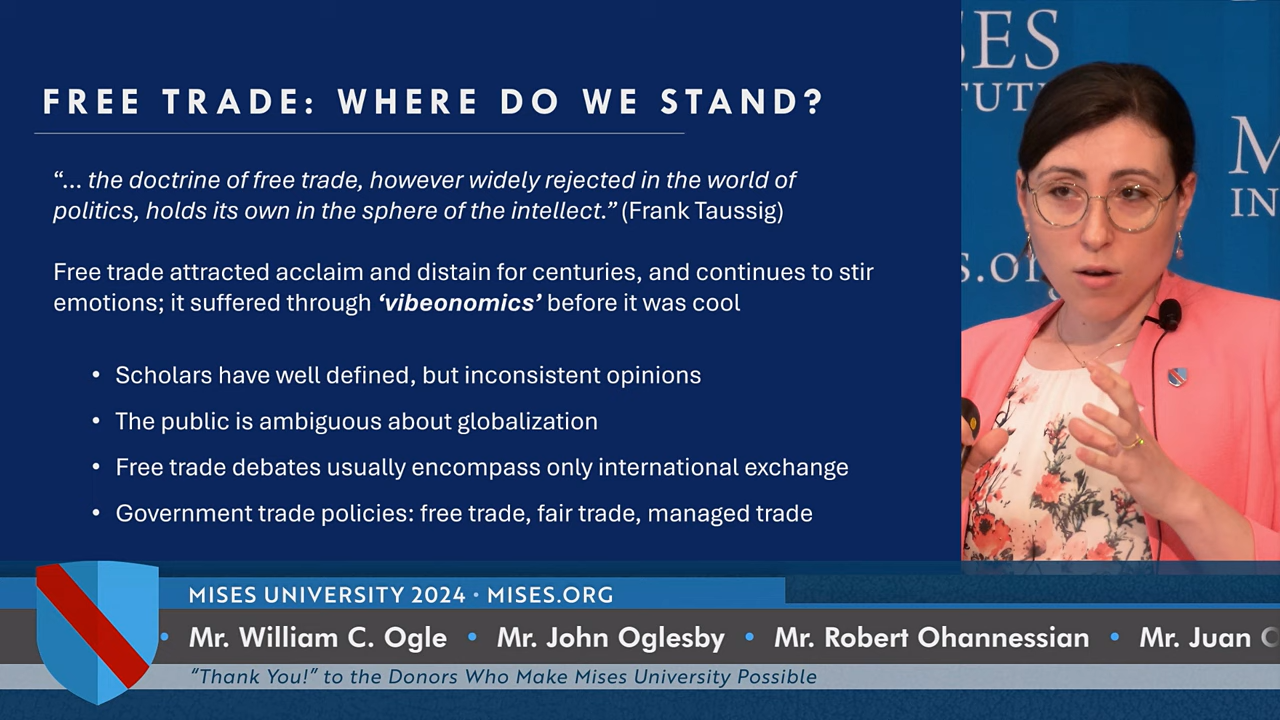 FREE TRADE: WHERE DO WE STAND?
“... the doctrine of free trade, however widely rejected in the world of
politics, holds its own in the sphere of the intellect.” (Frank Taussig)
Free trade attracted acclaim and distain for centuries, and continues to stir
emotions; it suffered through ‘vibeonomics’ before it was cool
• Scholars have well defined, but inconsistent opinions
• The public is ambiguous about globalization
• Free trade debates usually encompass only international exchange
• Government trade policies: free trade, fair trade, managed trade
SES
TUT
M
IN
s.or
MISES UNIVERSITY 2024 • MISES.ORG
• Mr. William C. Ogle • Mr. John Oglesby • Mr. Robert Ohannessian • Mr. Juan
“Thank You!” to the Donors Who Make Mises University Possible